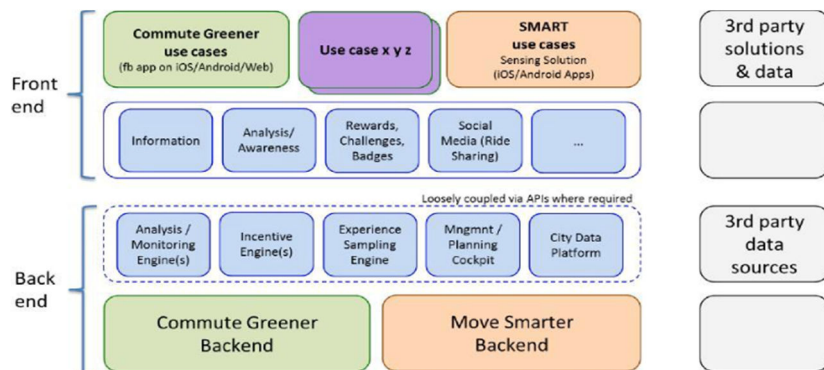 Commute Greener
use cases
(fb app on iOS/Android/Web)
Use case x y z
SMART
use cases
Sensing Solution
(iOS/Android Apps)
3rd party
solutions
& data
Front
end
Information
Analysis/
Awareness
Rewards,
Challenges,
Badges
Social
Media (Ride
Sharing)
...
Loosely coupled via APIs where required
Analysis /
Monitoring
Engine(s)
Incentive
Engine(s)
Experience
Sampling
Engine
Mngmnt /
Planning
Cockpit
City Data
Platform
3rd party
data
sources
Back
end
Commute Greener
Backend
Move Smarter
Backend